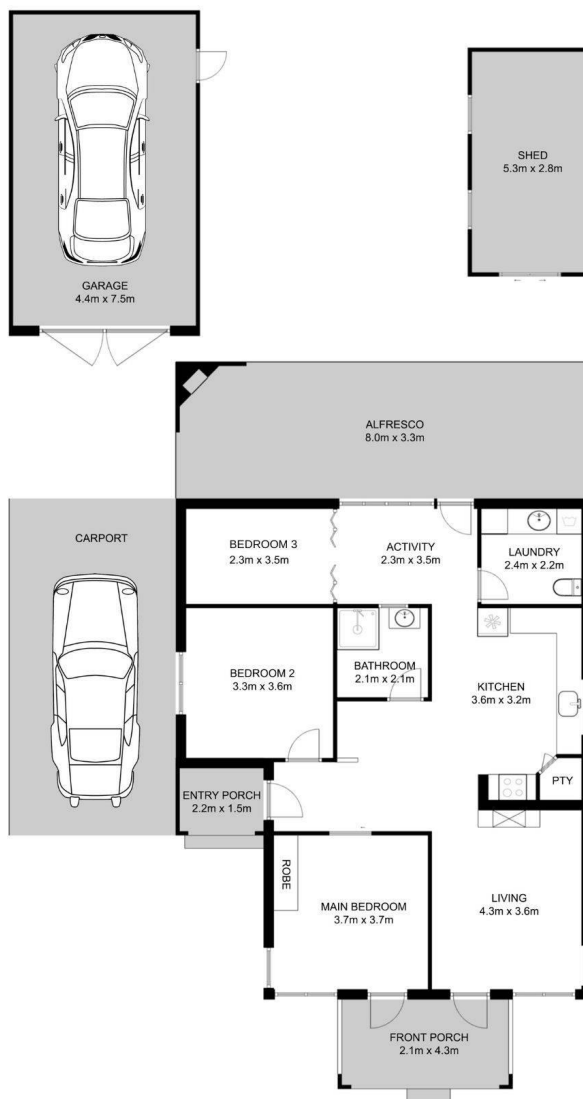 SHED
5.3m x 2.8m
GARAGE
4.4m x 7.5m
ALFRESCO
8.0m x 3.3m
CARPORT
BEDROOM 3
2.3m x 3.5m
ACTIVITY
2.3m x 3.5m
LAUNDRY
2.4m x 2.2m
BEDROOM 2
3.3m x 3.6m
BATHROOM
2.1m x 2.1m
KITCHEN
3.6m x 3.2m
PTY
ENTRY PORCH
2.2m x 1.5m
ROBE
MAIN BEDROOM
3.7m x 3.7m
LIVING
4.3m x 3.6m
FRONT PORCH
2.1m x 4.3m